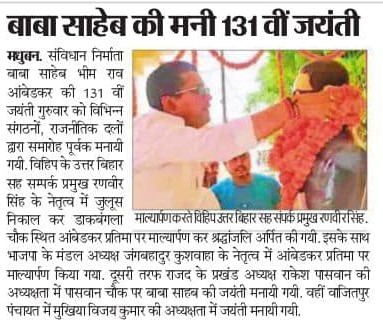 बाबा साहेब की मनी 131 वीं जयंती
मधुबन. संविधान निर्माता
बाबा साहेब भीम राव
आंबेडकर की 131 वीं
जयंती गुरुवार को विभिन्न
संगठनों, राजनीतिक दलों
द्वारा समारोह पूर्वक मनायी
गयी. विहिप के उत्तर बिहार
सह सम्पर्क प्रमुख रणवीर
सिंह के नेतृत्व में जुलूस
निकाल कर डाकबंगला
माल्यार्पण करते विहिप उत्तर बिहार सह संपर्क प्रमुख रणवीर सिंह.
चौक स्थित आंबेडकर प्रतिमा पर माल्यार्पण कर श्रद्धांजलि अर्पित की गयी. इसके साथ
भाजपा के मंडल अध्यक्ष जंगबहादुर कुशवाहा के नेतृत्व में आंबेडकर प्रतिमा पर
माल्यार्पण किया गया. दूसरी तरफ राजद के प्रखंड अध्यक्ष राकेश पासवान की
अध्यक्षता में पासवान चौक पर बाबा साहब की जयंती मनायी गयी. वहीं वाजितपुर
पंचायत में मुखिया विजय कुमार की अध्यक्षता में जयंती मनायी गयी.